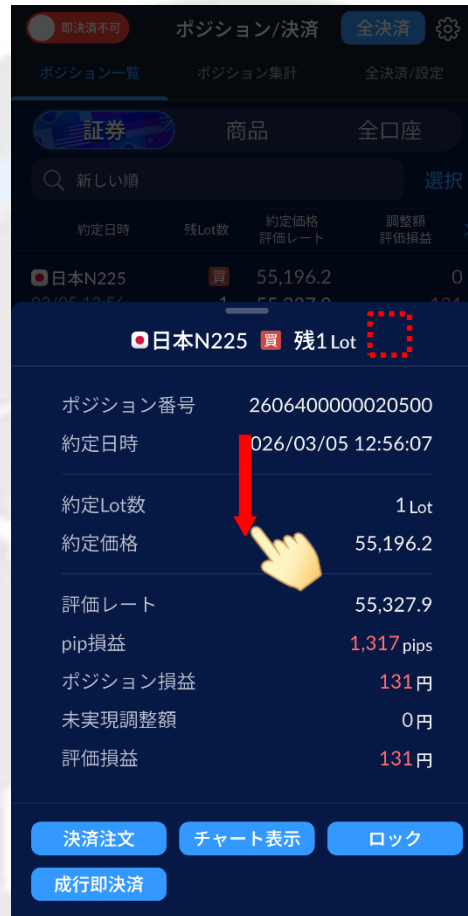 即決済不可 ポジション/決済 全決済
ポジション一覧 ポジション集計 全決済/設定
証券 商品 全口座
新しい順 選択
約定日時 残Lot数 約定価格 調整額
評価レート 評価損益
日本N225 買 55,196.2 0
日本N225 買 残1 Lot
ポジション番号 2606400000020500
約定日時 026/03/05 12:56:07
約定Lot数 1 Lot
約定価格 55,196.2
評価レート 55,327.9
pip損益 1,317 pips
ポジション損益 131 円
未実現調整額 0 円
評価損益 131 円
決済注文 チャート表示 ロック
成行即決済